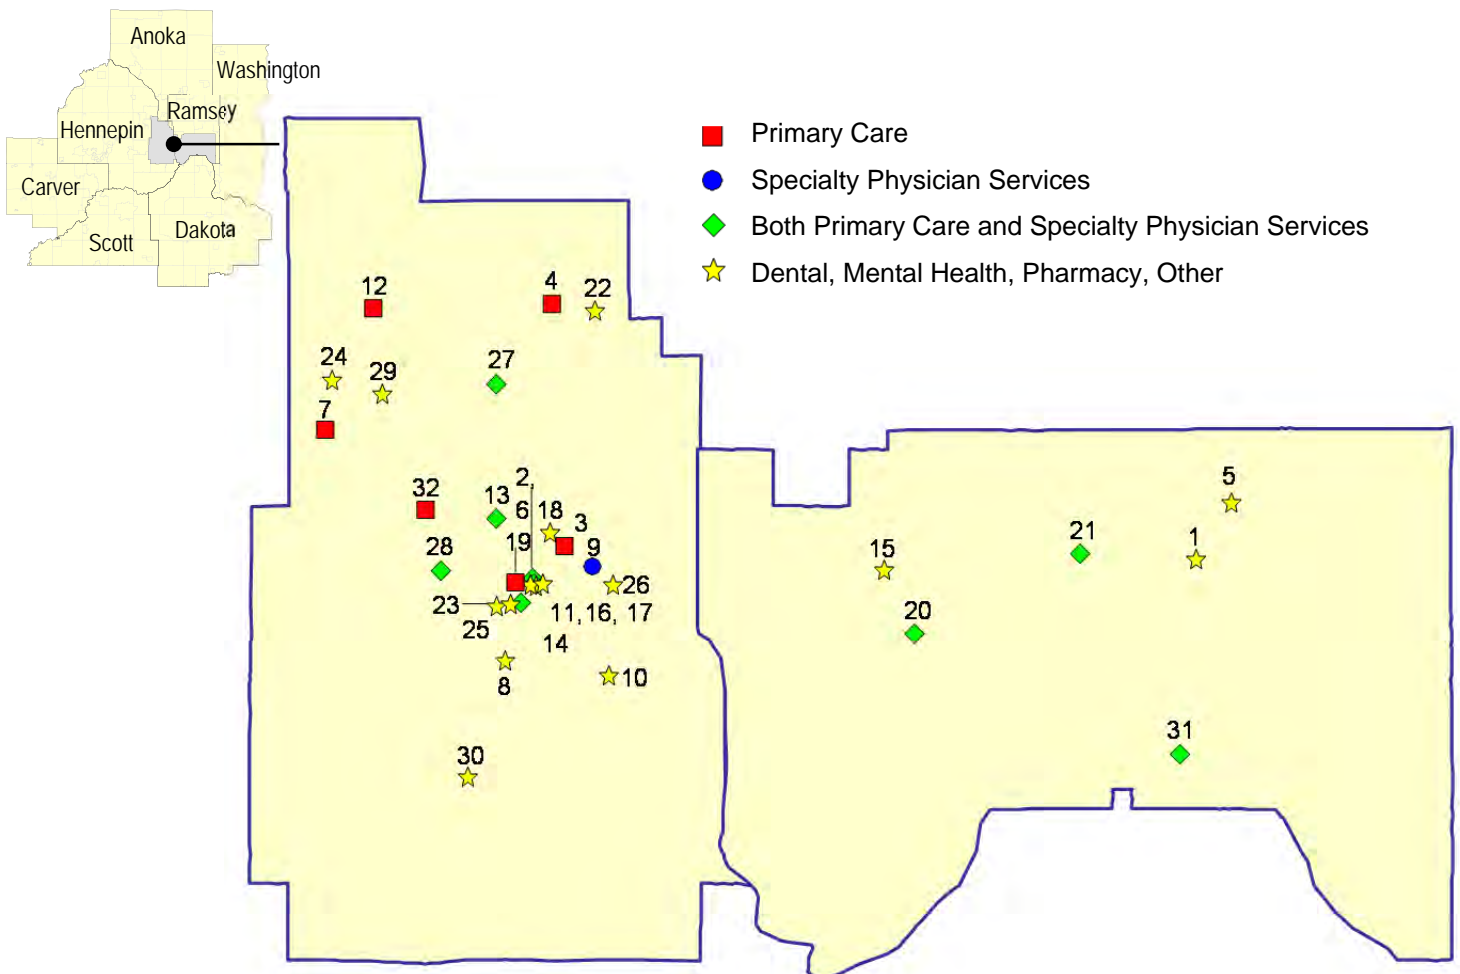 Anoka
Washington
Ramsey
Hennepin
Carver
Scott
Dakota
Primary Care
Specialty Physician Services
Both Primary Care and Specialty Physician Services
Dental, Mental Health, Pharmacy, Other
12
4
22
24
29
27
7
32
13
2,
6
18
3
19
9
28
26
23
11, 16, 17
25
14
8
10
30
5
21
1
15
20
31